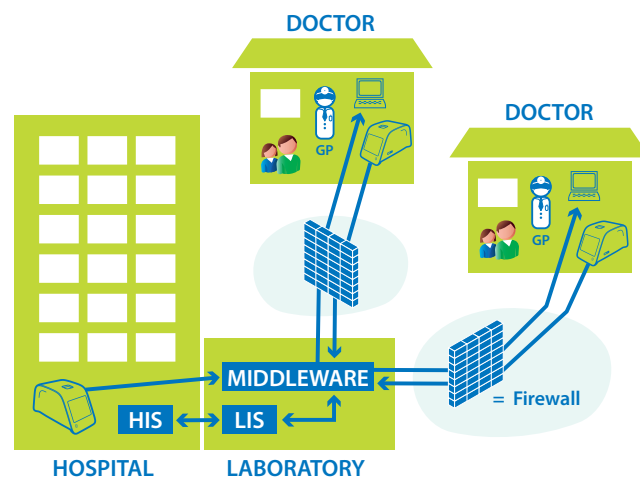 DOCTOR
GP
DOCTOR
GP
MIDDLEWARE
= Firewall
HIS
LIS
HOSPITAL
LABORATORY